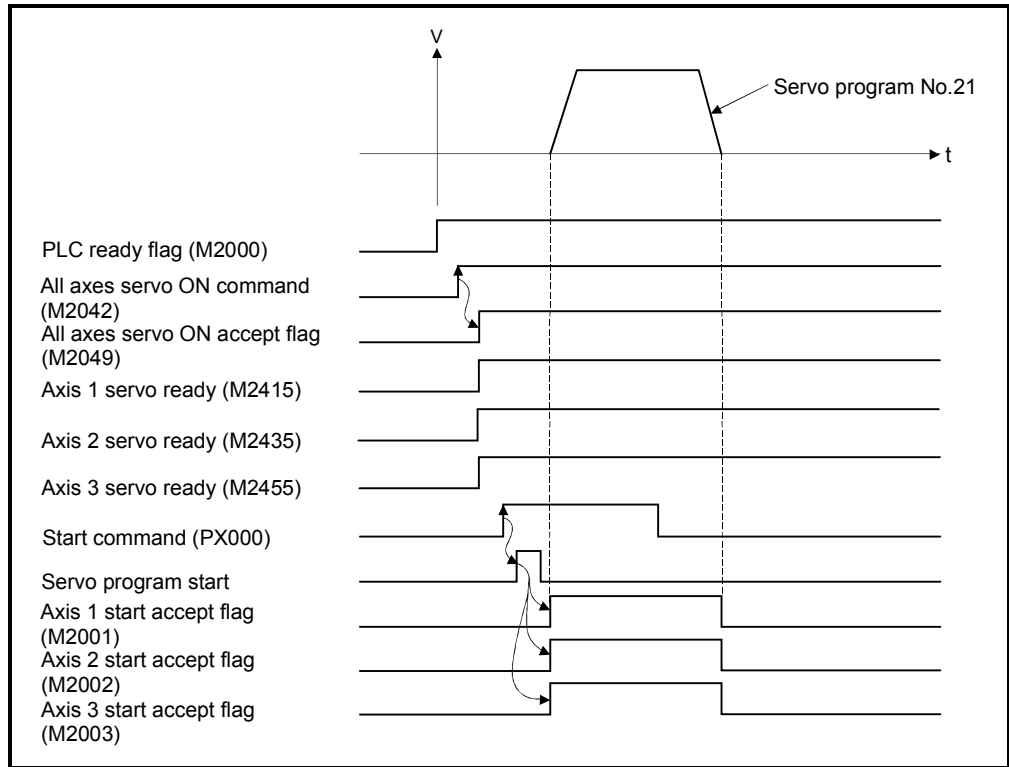 V
Servo program No.21
t
PLC ready flag (M2000)
All axes servo ON command
(M2042)
All axes servo ON accept flag
(M2049)
Axis 1 servo ready (M2415)
Axis 2 servo ready (M2435)
Axis 3 servo ready (M2455)
Start command (PX000)
Servo program start
Axis 1 start accept flag
(M2001)
Axis 2 start accept flag
(M2002)
Axis 3 start accept flag
(M2003)